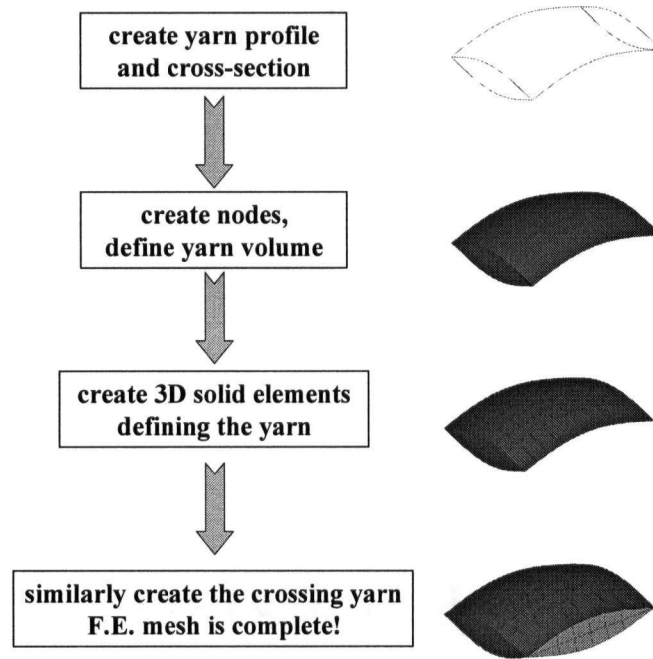 create yarn profile
and cross-section
create nodes,
define yarn volume
create 3D solid elements
defining the yarn
similarly create the crossing yarn
F.E. mesh is complete!